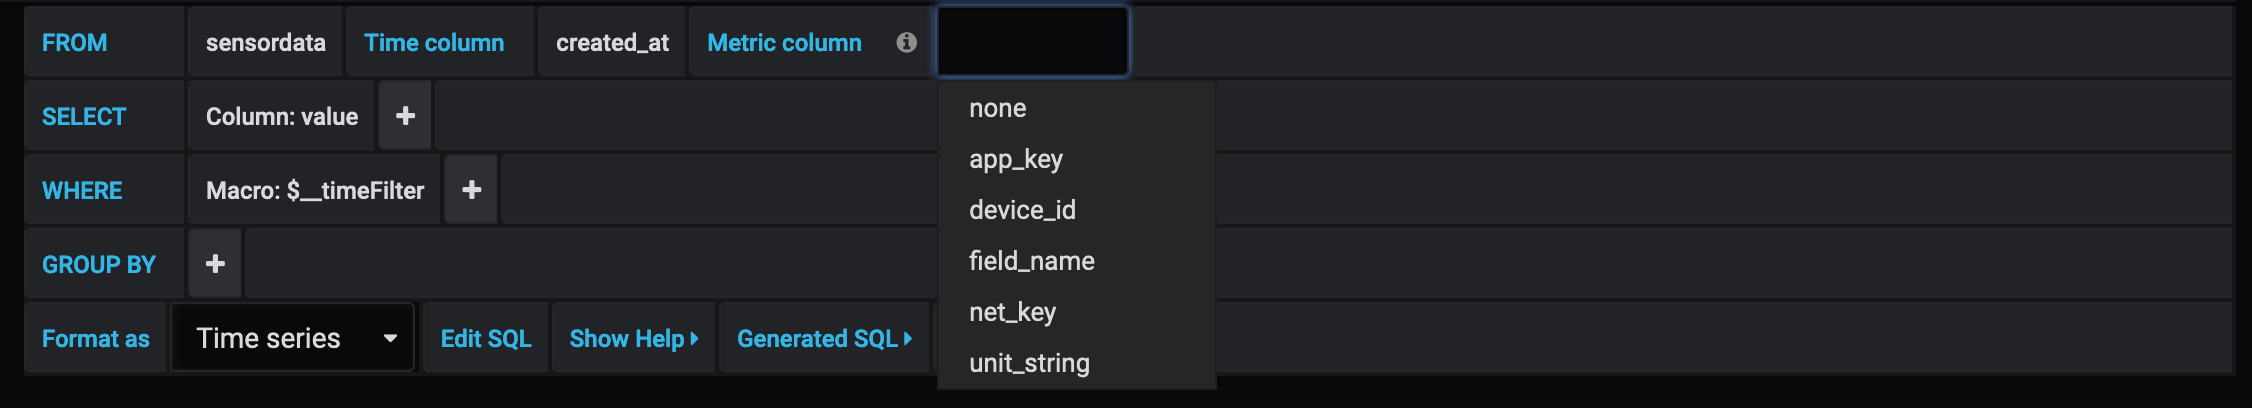 FROM sensordata Time column created_at Metric column
none
SELECT Column: value +
app_key
WHERE Macro: $__timeFilter +
device_id
GROUP BY +
field_name
net_key
Format as Time series Edit SQL Show Help Generated SQL
unit_string